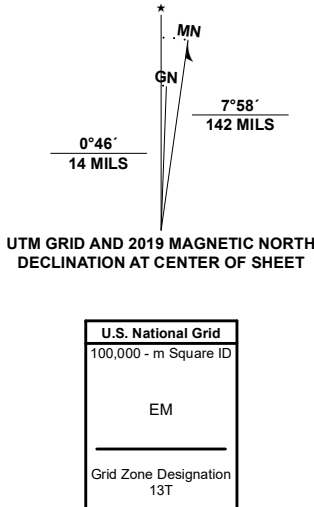 ★
MN
GN
7°58´
142 MILS
0°46´
14 MILS
UTM GRID AND 2019 MAGNETIC NORTH
DECLINATION AT CENTER OF SHEET
U.S. National Grid
100,000 - m Square ID
EM
Grid Zone Designation
13T